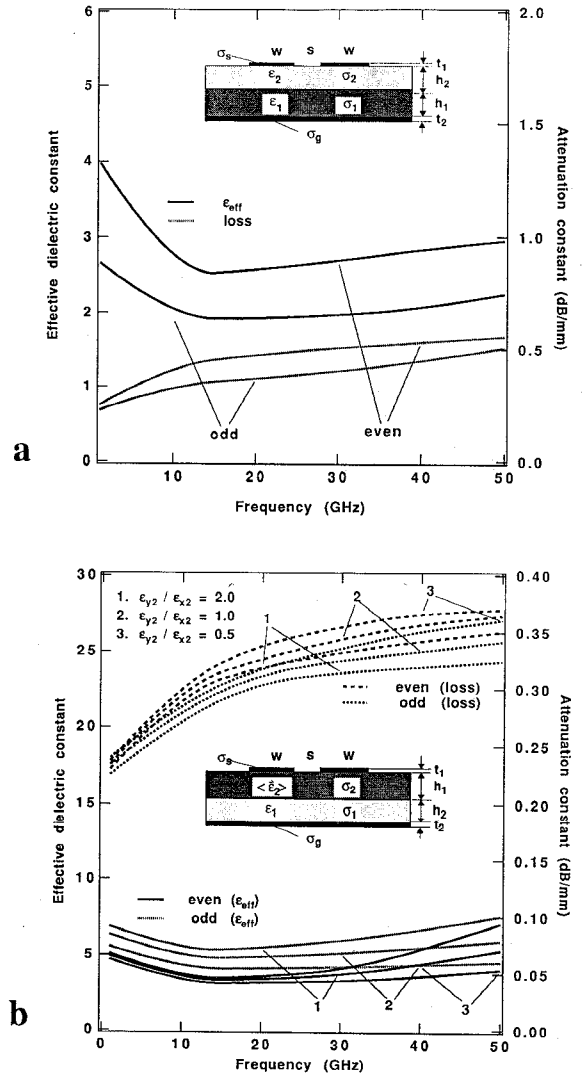 a
6
5
4
3
2
1
0
Effective dielectric constant
2.0
1.5
1.0
0.5
0.0
Attenuation constant (dB/mm)
σs
W S W
t1
ε2 σ2
h2
ε1 σ1
h1
t2
σg
εeff
loss
odd
even
10 20 30 40 50
Frequency (GHz)
b
30
25
20
15
10
5
0
Effective dielectric constant
0.40
0.35
0.30
0.25
0.20
0.15
0.10
0.05
0.00
Attenuation constant (dB/mm)
1. εy2 / εx2 = 2.0
2. εy2 / εx2 = 1.0
3. εy2 / εx2 = 0.5
1
2
3
even (loss)
odd (loss)
σs
W S W
t1
σ2
h1
ε1 σ1
h2
t2
σg
even (εeff)
odd (εeff)
1
2
3
0 10 20 30 40 50
Frequency (GHz)